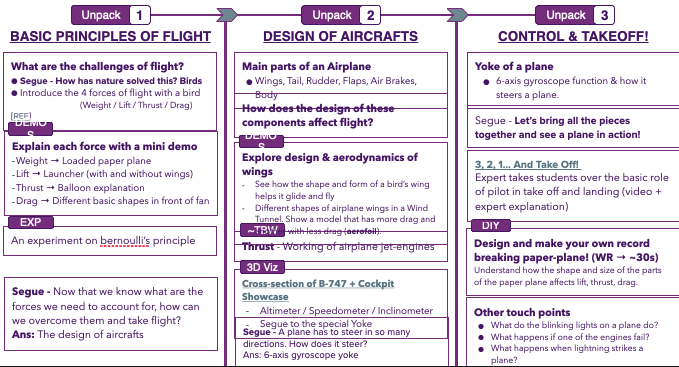 Unpack 1
BASIC PRINCIPLES OF FLIGHT
What are the challenges of flight?
● Segue - How has nature solved this? Birds
● Introduce the 4 forces of flight with a bird
(Weight / Lift / Thrust / Drag)
[REF]
DEMO
S
Explain each force with a mini demo
-Weight → Loaded paper plane
-Lift → Launcher (with and without wings)
-Thrust → Balloon explanation
-Drag → Different basic shapes in front of fan
EXP
An experiment on bernoulli's principle
Segue - Now that we know what are the
forces we need to account for, how can
we overcome them and take flight?
Ans: The design of aircrafts
Unpack 2
DESIGN OF AIRCRAFTS
Main parts of an Airplane
● Wings, Tail, Rudder, Flaps, Air Brakes,
Body
How does the design of these
components affect flight?
DEMO
S
Explore design & aerodynamics of
wings
- See how the shape and form of a bird's wing
helps it glide and fly
- Different shapes of airplane wings in a Wind
Tunnel. Show a model that has more drag and
with less drag (aerofoil).
~TBW
Thrust - Working of airplane jet-engines
3D Viz
Cross-section of B-747 + Cockpit
Showcase
- Altimeter / Speedometer / Inclinometer
- Segue to the special Yoke
Segue - A plane has to steer in so many
directions. How does it steer?
Ans: 6-axis gyroscope yoke
Unpack 3
CONTROL & TAKEOFF!
Yoke of a plane
● 6-axis gyroscope function & how it
steers a plane.
Segue - Let's bring all the pieces
together and see a plane in action!
3, 2, 1... And Take Off!
Expert takes students over the basic role
of pilot in take off and landing (video +
expert explanation)
DIY
Design and make your own record
breaking paper-plane! (WR → ~30s)
Understand how the shape and size of the parts
of the paper plane affects lift, thrust, drag.
Other touch points
● What do the blinking lights on a plane do?
● What happens if one of the engines fail?
● What happens when lightning strikes a
plane?